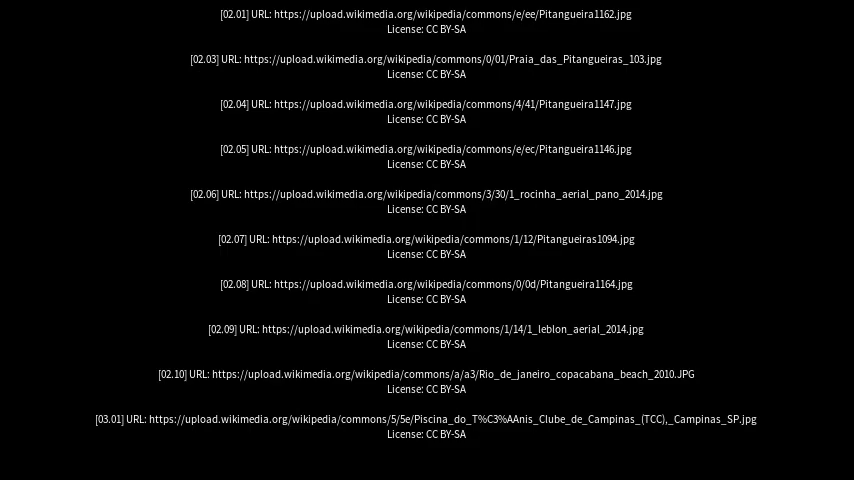 [02.01] URL: https://upload.wikimedia.org/wikipedia/commons/e/ee/Pitangueira1162.jpg
License: CC BY-SA
[02.03] URL: https://upload.wikimedia.org/wikipedia/commons/0/01/Praia_das_Pitangueiras_103.jpg
License: CC BY-SA
[02.04] URL: https://upload.wikimedia.org/wikipedia/commons/4/41/Pitangueira1147.jpg
License: CC BY-SA
[02.05] URL: https://upload.wikimedia.org/wikipedia/commons/e/ec/Pitangueira1146.jpg
License: CC BY-SA
[02.06] URL: https://upload.wikimedia.org/wikipedia/commons/3/30/1_rocinha_aerial_pano_2014.jpg
License: CC BY-SA
[02.07] URL: https://upload.wikimedia.org/wikipedia/commons/1/12/Pitangueiras1094.jpg
License: CC BY-SA
[02.08] URL: https://upload.wikimedia.org/wikipedia/commons/0/0d/Pitangueira1164.jpg
License: CC BY-SA
[02.09] URL: https://upload.wikimedia.org/wikipedia/commons/1/14/1_leblon_aerial_2014.jpg
License: CC BY-SA
[02.10] URL: https://upload.wikimedia.org/wikipedia/commons/a/a3/Rio_de_janeiro_copacabana_beach_2010.JPG
License: CC BY-SA
[03.01] URL: https://upload.wikimedia.org/wikipedia/commons/5/5e/Piscina_do_T%C3%AAnis_Clube_de_Campinas_(TCC),_Campinas_SP.jpg
License: CC BY-SA